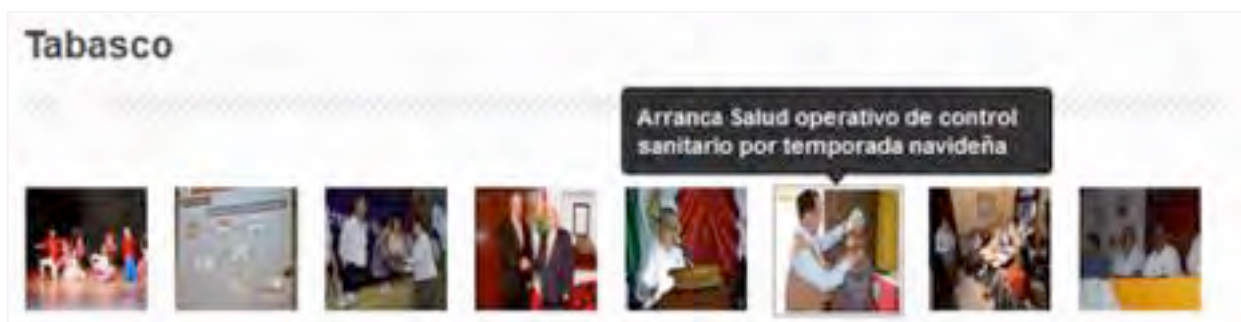 Tabasco
Arranca Salud operativo de control
sanitario por temporada navideña